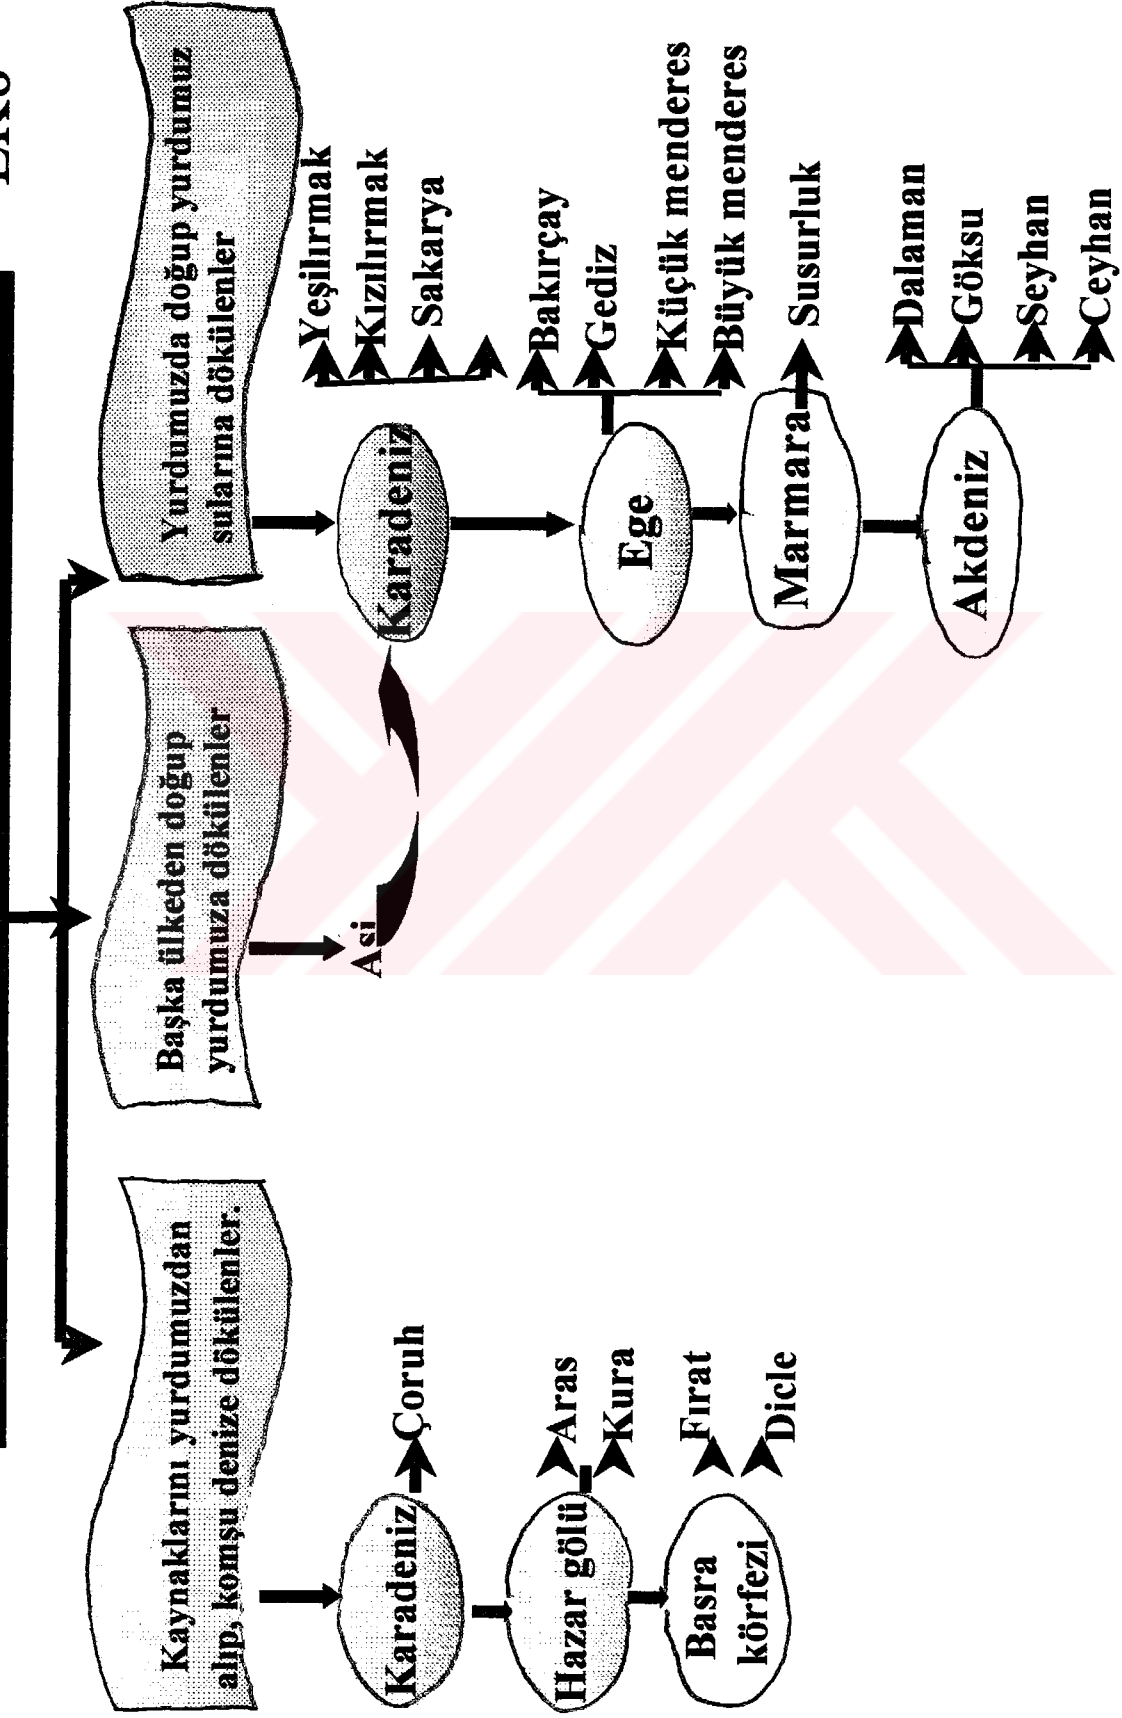 Kaynaklarını yurdumuzdan
alıp, komşu denize dökülenler.
Karadeniz
Çoruh
Hazar gölü
Aras
Kura
Basra
körfezi
Fırat
Dicle
Başka ülkeden doğup
yurdumuza dökülenler
Asi
Yurdumuzda doğup yurdumuz
sularına dökülenler
Karadeniz
Yeşilırmak
Kızılırmak
Sakarya
Ege
Bakırçay
Gediz
Küçük menderes
Büyük menderes
Marmara
Susurluk
Akdeniz
Dalaman
Göksu
Seyhan
Ceyhan